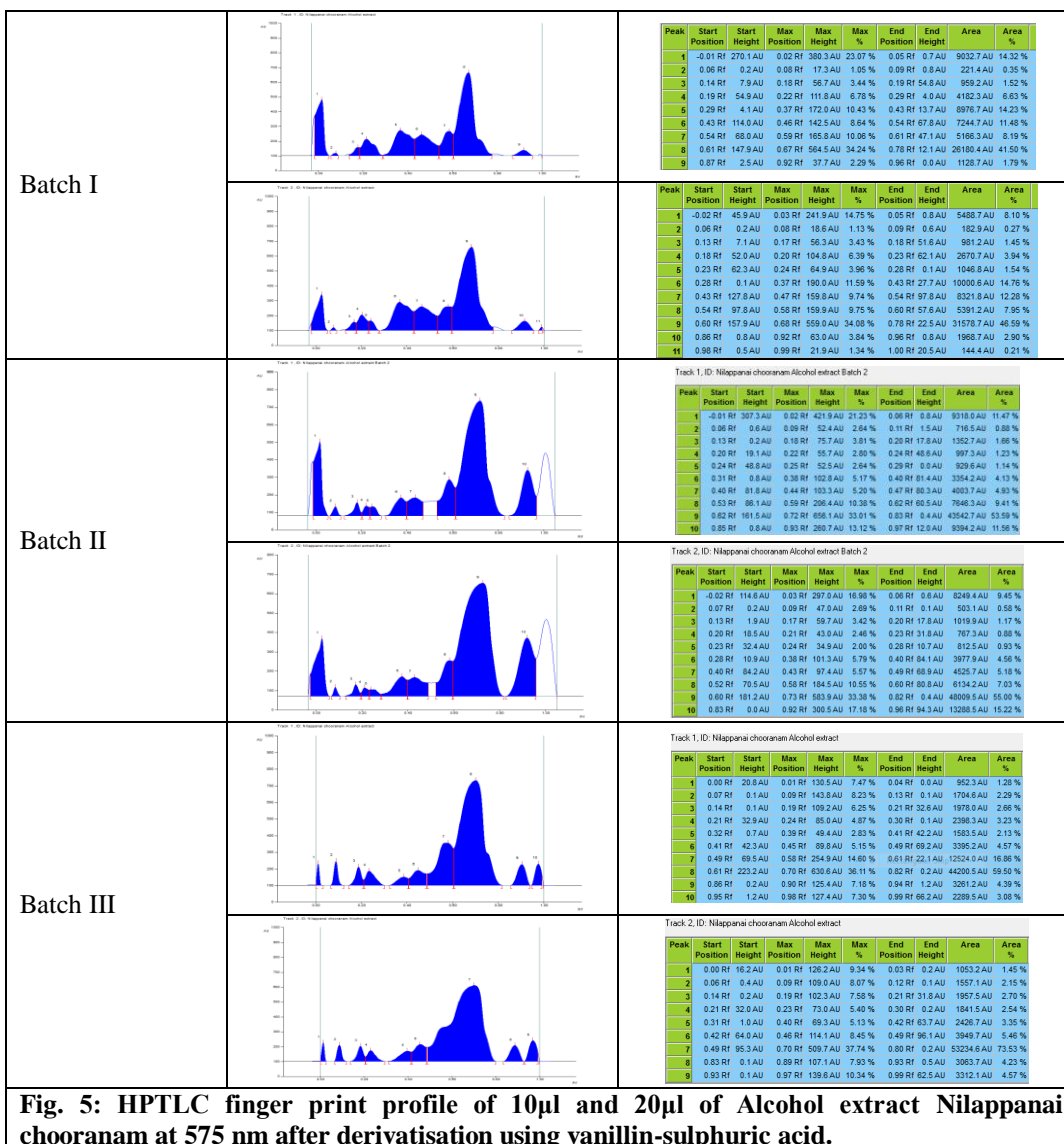 Batch I
Track 1, ID: Nilappanai chooranam Alcohol extract
Peak Start Position Start Height Max Position Max Height Max % End Position End Height Area Area %
1 -0.01 Rf 270.1 AU 0.02 Rf 380.3 AU 23.07 % 0.05 Rf 0.7 AU 9032.7 AU 14.32 %
2 0.06 Rf 0.2 AU 0.08 Rf 17.3 AU 1.05 % 0.09 Rf 0.8 AU 221.4 AU 0.35 %
3 0.14 Rf 7.9 AU 0.18 Rf 56.7 AU 3.44 % 0.19 Rf 54.8 AU 959.2 AU 1.52 %
4 0.19 Rf 54.9 AU 0.22 Rf 111.8 AU 6.78 % 0.29 Rf 4.0 AU 4182.3 AU 6.63 %
5 0.29 Rf 4.1 AU 0.37 Rf 172.0 AU 10.43 % 0.43 Rf 13.7 AU 8976.7 AU 14.23 %
6 0.43 Rf 114.0 AU 0.46 Rf 142.5 AU 8.64 % 0.54 Rf 67.8 AU 7244.7 AU 11.48 %
7 0.54 Rf 68.0 AU 0.59 Rf 165.8 AU 10.06 % 0.61 Rf 47.1 AU 5166.3 AU 8.19 %
8 0.61 Rf 147.9 AU 0.67 Rf 564.5 AU 34.24 % 0.78 Rf 12.1 AU 26180.4 AU 41.50 %
9 0.87 Rf 2.5 AU 0.92 Rf 37.7 AU 2.29 % 0.96 Rf 0.0 AU 1128.7 AU 1.79 %
Track 2, ID: Nilappanai chooranam Alcohol extract
Peak Start Position Start Height Max Position Max Height Max % End Position End Height Area Area %
1 -0.02 Rf 45.9 AU 0.03 Rf 241.9 AU 14.75 % 0.05 Rf 0.8 AU 5488.7 AU 8.10 %
2 0.06 Rf 0.2 AU 0.08 Rf 18.6 AU 1.13 % 0.09 Rf 0.6 AU 182.9 AU 0.27 %
3 0.13 Rf 7.1 AU 0.17 Rf 56.3 AU 3.43 % 0.18 Rf 51.6 AU 981.2 AU 1.45 %
4 0.18 Rf 52.0 AU 0.20 Rf 104.8 AU 6.39 % 0.23 Rf 62.1 AU 2670.7 AU 3.94 %
5 0.23 Rf 62.3 AU 0.24 Rf 64.9 AU 3.96 % 0.28 Rf 0.1 AU 1046.8 AU 1.54 %
6 0.28 Rf 0.1 AU 0.37 Rf 190.0 AU 11.59 % 0.43 Rf 27.7 AU 10000.6 AU 14.76 %
7 0.43 Rf 127.8 AU 0.47 Rf 159.8 AU 9.74 % 0.54 Rf 97.8 AU 8321.8 AU 12.28 %
8 0.54 Rf 97.8 AU 0.58 Rf 159.9 AU 9.75 % 0.60 Rf 57.6 AU 5391.2 AU 7.95 %
9 0.60 Rf 157.9 AU 0.68 Rf 559.0 AU 34.08 % 0.78 Rf 22.5 AU 31578.7 AU 46.59 %
10 0.86 Rf 0.8 AU 0.92 Rf 63.0 AU 3.84 % 0.96 Rf 0.8 AU 1968.7 AU 2.90 %
11 0.98 Rf 0.5 AU 0.99 Rf 21.9 AU 1.34 % 1.00 Rf 20.5 AU 144.4 AU 0.21 %
Batch II
Track 1, ID: Nilappanai chooranam Alcohol extract Batch 2
Track 1, ID: Nilappanai chooranam Alcohol extract Batch 2
Peak Start Position Start Height Max Position Max Height Max % End Position End Height Area Area %
1 -0.01 Rf 307.3 AU 0.02 Rf 421.9 AU 21.23 % 0.06 Rf 0.8 AU 9318.0 AU 11.47 %
2 0.06 Rf 0.6 AU 0.09 Rf 52.4 AU 2.64 % 0.11 Rf 1.5 AU 716.5 AU 0.88 %
3 0.13 Rf 0.2 AU 0.18 Rf 75.7 AU 3.81 % 0.20 Rf 17.8 AU 1352.7 AU 1.66 %
4 0.20 Rf 19.1 AU 0.22 Rf 55.7 AU 2.80 % 0.24 Rf 48.6 AU 997.3 AU 1.23 %
5 0.24 Rf 48.8 AU 0.25 Rf 52.5 AU 2.64 % 0.29 Rf 0.0 AU 929.6 AU 1.14 %
6 0.31 Rf 0.8 AU 0.38 Rf 102.8 AU 5.17 % 0.40 Rf 81.4 AU 3354.2 AU 4.13 %
7 0.40 Rf 81.8 AU 0.44 Rf 103.3 AU 5.20 % 0.47 Rf 80.3 AU 4003.7 AU 4.93 %
8 0.53 Rf 86.1 AU 0.59 Rf 206.4 AU 10.38 % 0.62 Rf 60.5 AU 7646.3 AU 9.41 %
9 0.62 Rf 161.5 AU 0.72 Rf 656.1 AU 33.01 % 0.83 Rf 0.4 AU 43542.7 AU 53.59 %
10 0.85 Rf 0.8 AU 0.93 Rf 260.7 AU 13.12 % 0.97 Rf 12.0 AU 9394.2 AU 11.56 %
Track 2, ID: Nilappanai chooranam Alcohol extract Batch 2
Track 2, ID: Nilappanai chooranam Alcohol extract Batch 2
Peak Start Position Start Height Max Position Max Height Max % End Position End Height Area Area %
1 -0.02 Rf 114.6 AU 0.03 Rf 297.0 AU 16.98 % 0.06 Rf 0.6 AU 8249.4 AU 9.45 %
2 0.07 Rf 0.2 AU 0.09 Rf 47.0 AU 2.69 % 0.11 Rf 0.1 AU 503.1 AU 0.58 %
3 0.13 Rf 1.9 AU 0.17 Rf 59.7 AU 3.42 % 0.20 Rf 17.8 AU 1019.9 AU 1.17 %
4 0.20 Rf 18.5 AU 0.21 Rf 43.0 AU 2.46 % 0.23 Rf 31.8 AU 767.3 AU 0.88 %
5 0.23 Rf 32.4 AU 0.24 Rf 34.9 AU 2.00 % 0.28 Rf 10.7 AU 812.5 AU 0.93 %
6 0.28 Rf 10.9 AU 0.38 Rf 101.3 AU 5.79 % 0.40 Rf 84.1 AU 3977.9 AU 4.56 %
7 0.40 Rf 84.2 AU 0.43 Rf 97.4 AU 5.57 % 0.49 Rf 68.9 AU 4525.7 AU 5.18 %
8 0.52 Rf 70.5 AU 0.58 Rf 184.5 AU 10.55 % 0.60 Rf 80.8 AU 6134.2 AU 7.03 %
9 0.60 Rf 181.2 AU 0.73 Rf 583.9 AU 33.38 % 0.82 Rf 0.4 AU 48009.5 AU 55.00 %
10 0.83 Rf 0.0 AU 0.92 Rf 300.5 AU 17.18 % 0.96 Rf 94.3 AU 13288.5 AU 15.22 %
Batch III
Track 1, ID: Nilappanai chooranam Alcohol extract
Track 1, ID: Nilappanai chooranam Alcohol extract
Peak Start Position Start Height Max Position Max Height Max % End Position End Height Area Area %
1 0.00 Rf 20.8 AU 0.01 Rf 130.5 AU 7.47 % 0.04 Rf 0.0 AU 952.3 AU 1.28 %
2 0.07 Rf 0.1 AU 0.09 Rf 143.8 AU 8.23 % 0.13 Rf 0.1 AU 1704.6 AU 2.29 %
3 0.14 Rf 0.1 AU 0.19 Rf 109.2 AU 6.25 % 0.21 Rf 32.6 AU 1978.0 AU 2.66 %
4 0.21 Rf 32.9 AU 0.24 Rf 85.0 AU 4.87 % 0.30 Rf 0.1 AU 2398.3 AU 3.23 %
5 0.32 Rf 0.7 AU 0.39 Rf 49.4 AU 2.83 % 0.41 Rf 42.2 AU 1583.5 AU 2.13 %
6 0.41 Rf 42.3 AU 0.45 Rf 89.8 AU 5.15 % 0.49 Rf 69.2 AU 3395.2 AU 4.57 %
7 0.49 Rf 69.5 AU 0.58 Rf 254.9 AU 14.60 % 0.61 Rf 22.1 AU 12524.0 AU 16.86 %
8 0.61 Rf 223.2 AU 0.70 Rf 630.6 AU 36.11 % 0.82 Rf 0.2 AU 44200.5 AU 59.50 %
9 0.86 Rf 0.2 AU 0.90 Rf 125.4 AU 7.18 % 0.94 Rf 1.2 AU 3261.2 AU 4.39 %
10 0.95 Rf 1.2 AU 0.98 Rf 127.4 AU 7.30 % 0.99 Rf 66.2 AU 2289.5 AU 3.08 %
Track 2, ID: Nilappanai chooranam Alcohol extract
Track 2, ID: Nilappanai chooranam Alcohol extract
Peak Start Position Start Height Max Position Max Height Max % End Position End Height Area Area %
1 0.00 Rf 16.2 AU 0.01 Rf 126.2 AU 9.34 % 0.03 Rf 0.2 AU 1053.2 AU 1.45 %
2 0.06 Rf 0.4 AU 0.09 Rf 109.0 AU 8.07 % 0.12 Rf 0.1 AU 1557.1 AU 2.15 %
3 0.14 Rf 0.2 AU 0.19 Rf 102.3 AU 7.58 % 0.21 Rf 31.8 AU 1957.5 AU 2.70 %
4 0.21 Rf 32.0 AU 0.23 Rf 73.0 AU 5.40 % 0.30 Rf 0.2 AU 1841.5 AU 2.54 %
5 0.31 Rf 1.0 AU 0.40 Rf 69.3 AU 5.13 % 0.42 Rf 63.7 AU 2426.7 AU 3.35 %
6 0.42 Rf 64.0 AU 0.46 Rf 114.1 AU 8.45 % 0.49 Rf 96.1 AU 3949.7 AU 5.46 %
7 0.49 Rf 95.3 AU 0.70 Rf 509.7 AU 37.74 % 0.80 Rf 0.2 AU 53234.6 AU 73.53 %
8 0.83 Rf 0.1 AU 0.89 Rf 107.1 AU 7.93 % 0.93 Rf 0.5 AU 3063.7 AU 4.23 %
9 0.93 Rf 0.1 AU 0.97 Rf 139.6 AU 10.34 % 0.99 Rf 62.5 AU 3312.1 AU 4.57 %
Fig. 5: HPTLC finger print profile of 10µl and 20µl of Alcohol extract Nilappanai
chooranam at 575 nm after derivatisation using vanillin-sulphuric acid.